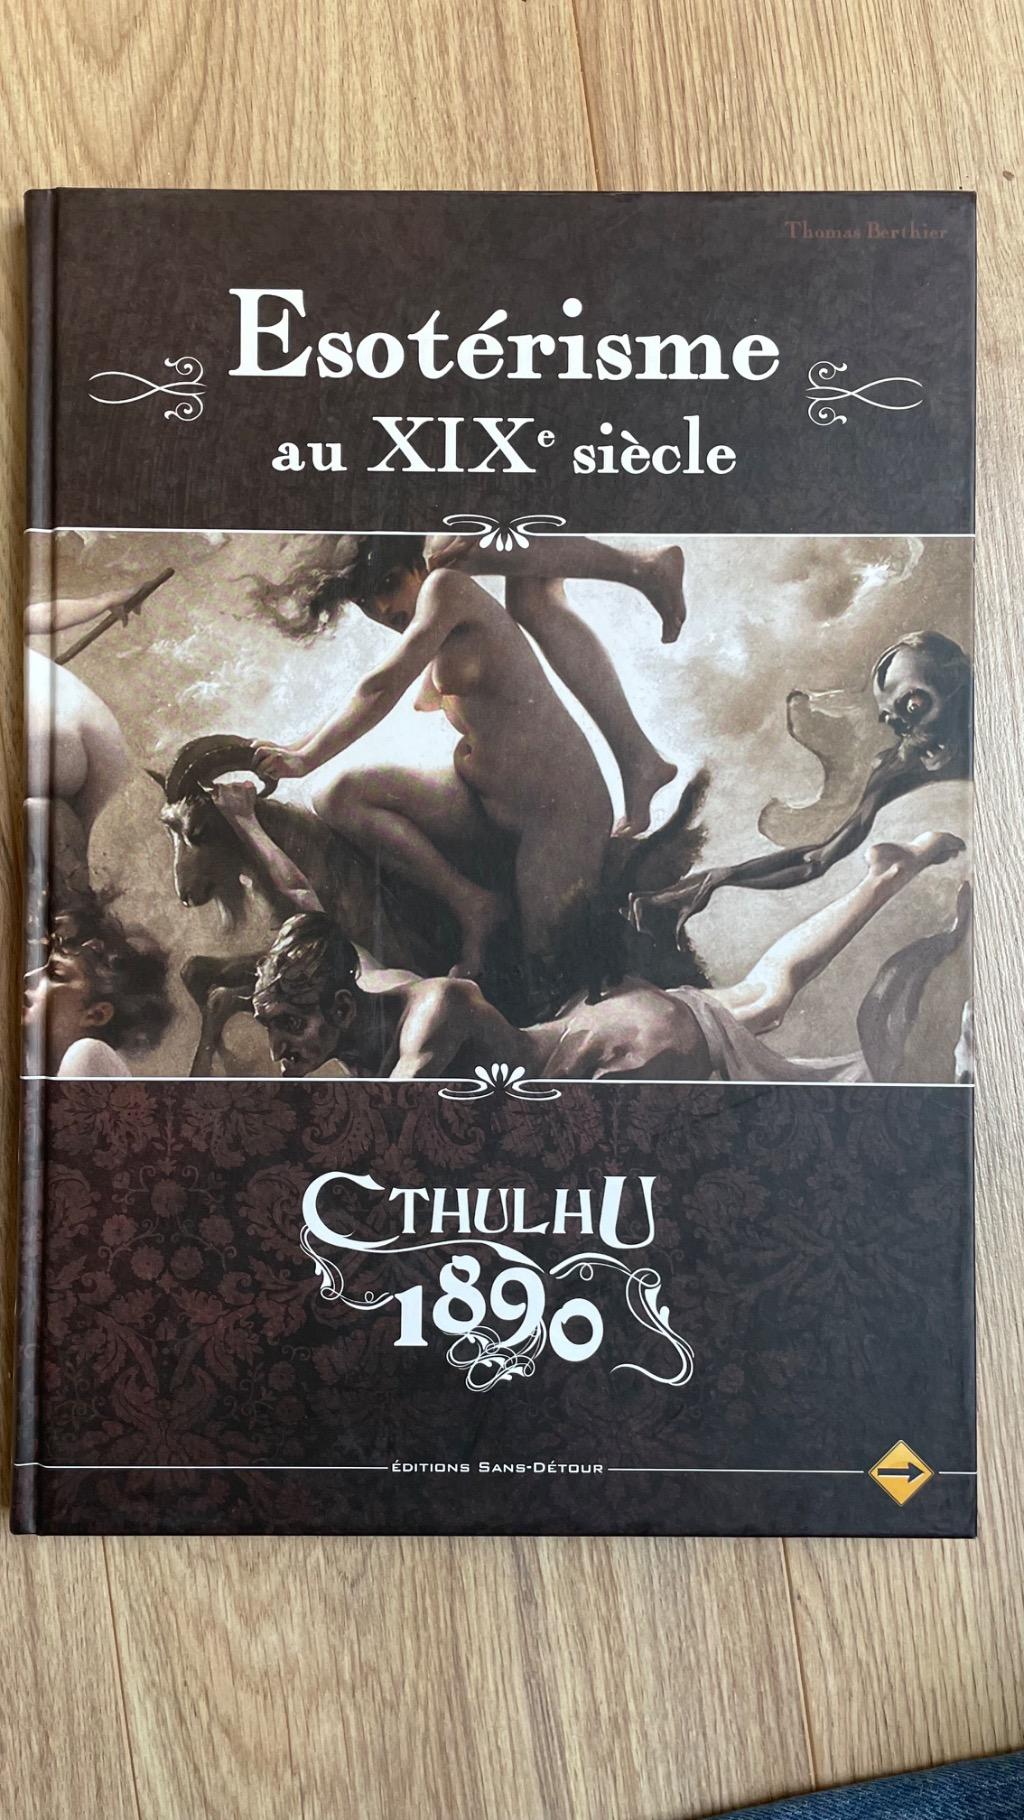 Thomas Berthier
Esotérisme
au XIXe siècle
CTHULHU
1890
ÉDITIONS SANS-DÉTOUR